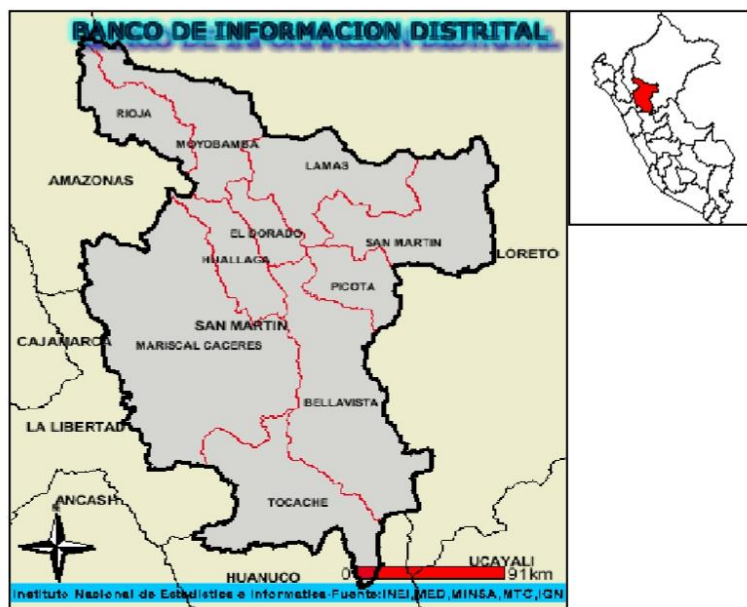 BANCO DE INFORMACION DISTRITAL
RIOJA
MOYOBAMBA
LAMAS
AMAZONAS
EL DORADO
SAN MARTIN
HUALLAGA
LORETO
PICOTA
SAN MARTIN
CAJAMARCA
MARISCAL CACERES
BELLAVISTA
LA LIBERTAD
ANCASH
TOCACHE
UCAYALI
HUANUCO
0 91km
Instituto Nacional de Estadistica e Informatica-Fuente:INEI,MED,MINSA,MTC,IGN